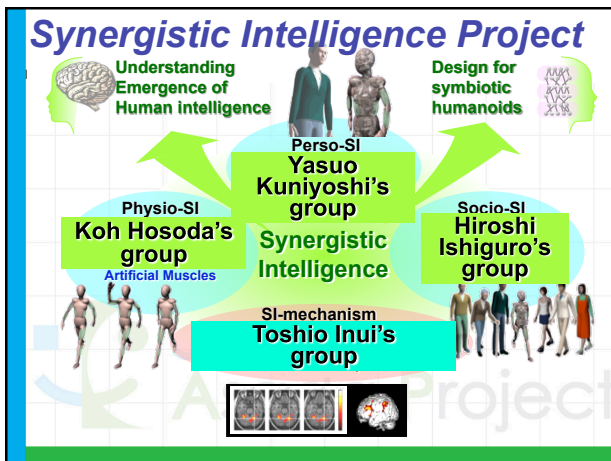 Synergistic Intelligence Project
Understanding
Emergence of
Human intelligence
Design for
symbiotic
humanoids
Perso-SI
Yasuo
Kuniyoshi's
group
Physio-SI
Koh Hosoda's
group
Artificial Muscles
Socio-SI
Hiroshi
Ishiguro's
group
Synergistic
Intelligence
SI-mechanism
Toshio Inui's
group
Project